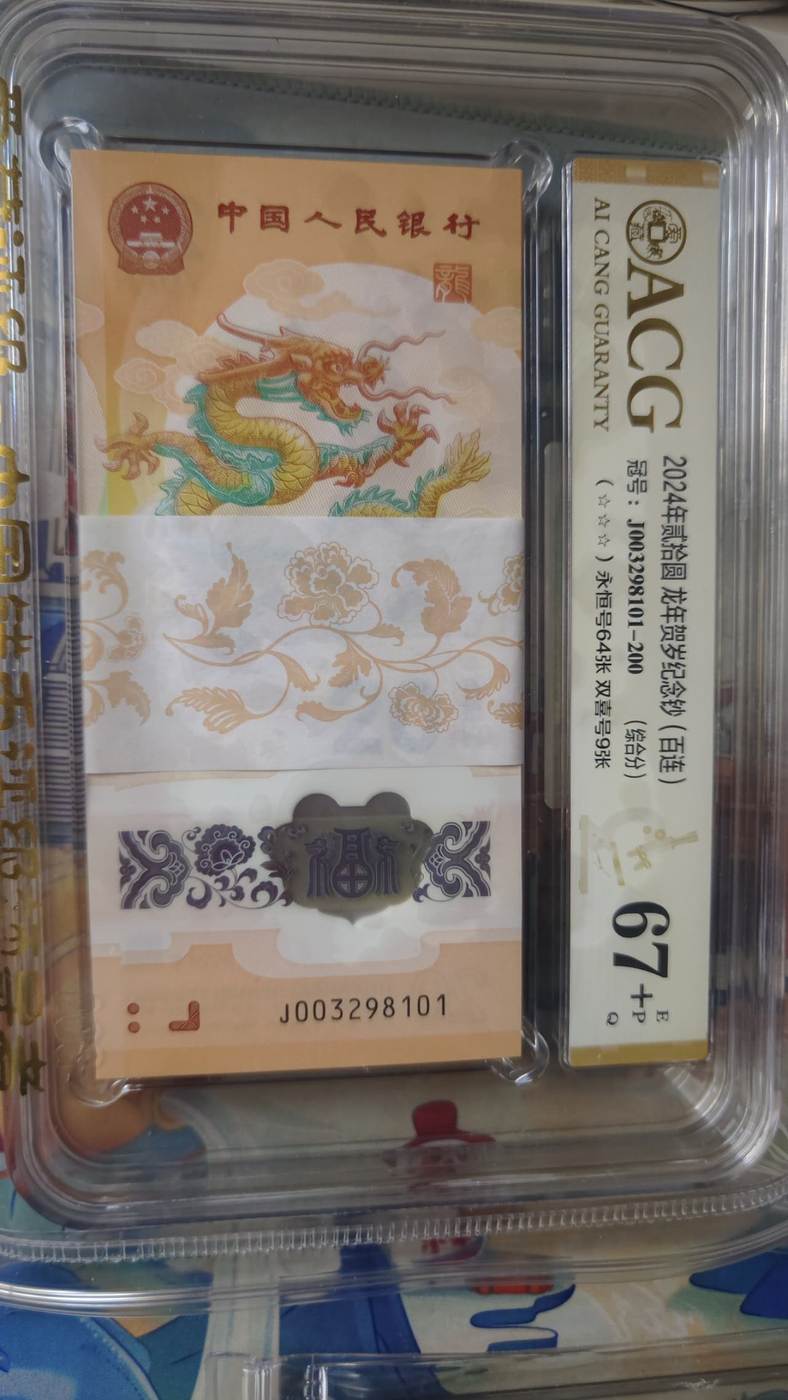 中国人民银行
龍
福
J003298101
ACG
AI CANG GUARANTY
2024年贰拾圆 龙年贺岁纪念钞（百连）
冠号：J003298101-200 （综合分）
（☆☆☆）永恒号64张 双喜号9张
67+
E
P
Q